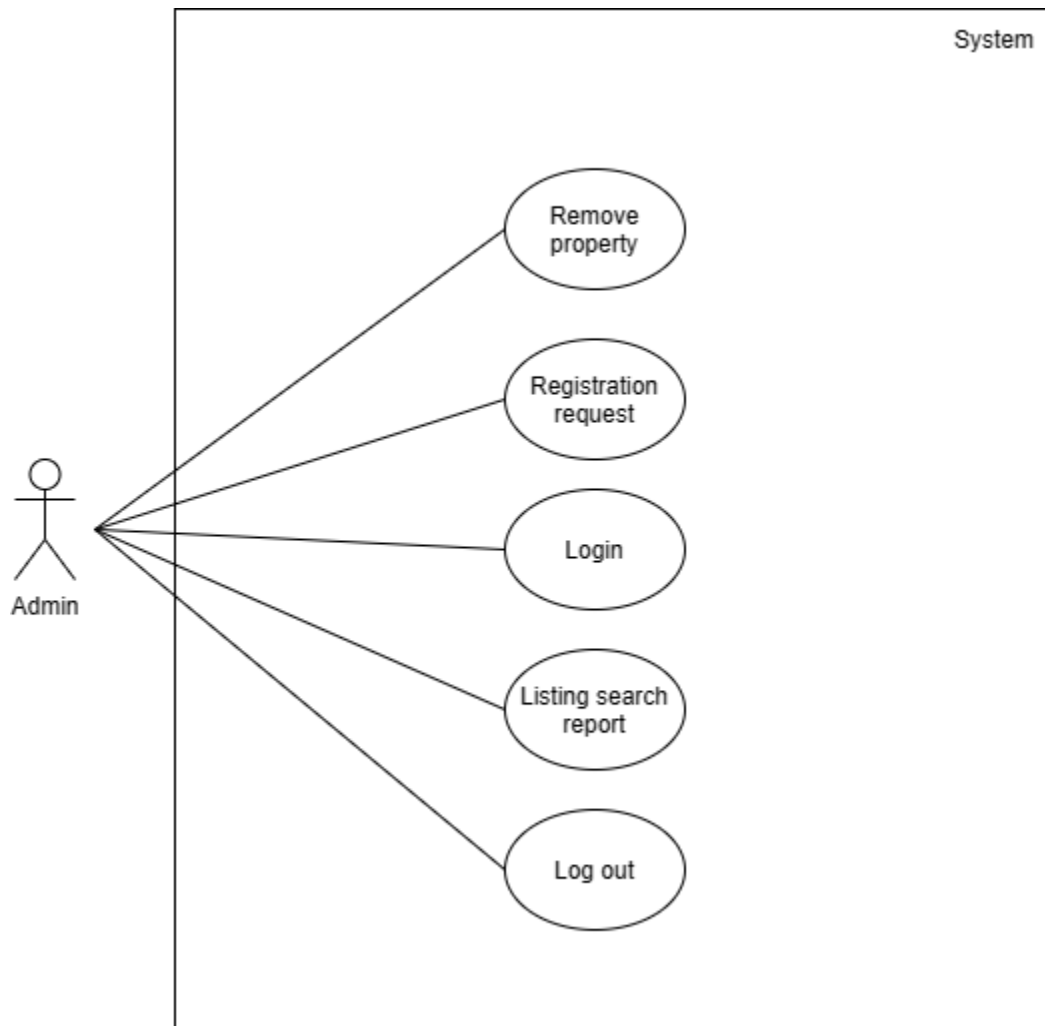 System
Remove
property
Registration
request
Login
Admin
Listing search
report
Log out